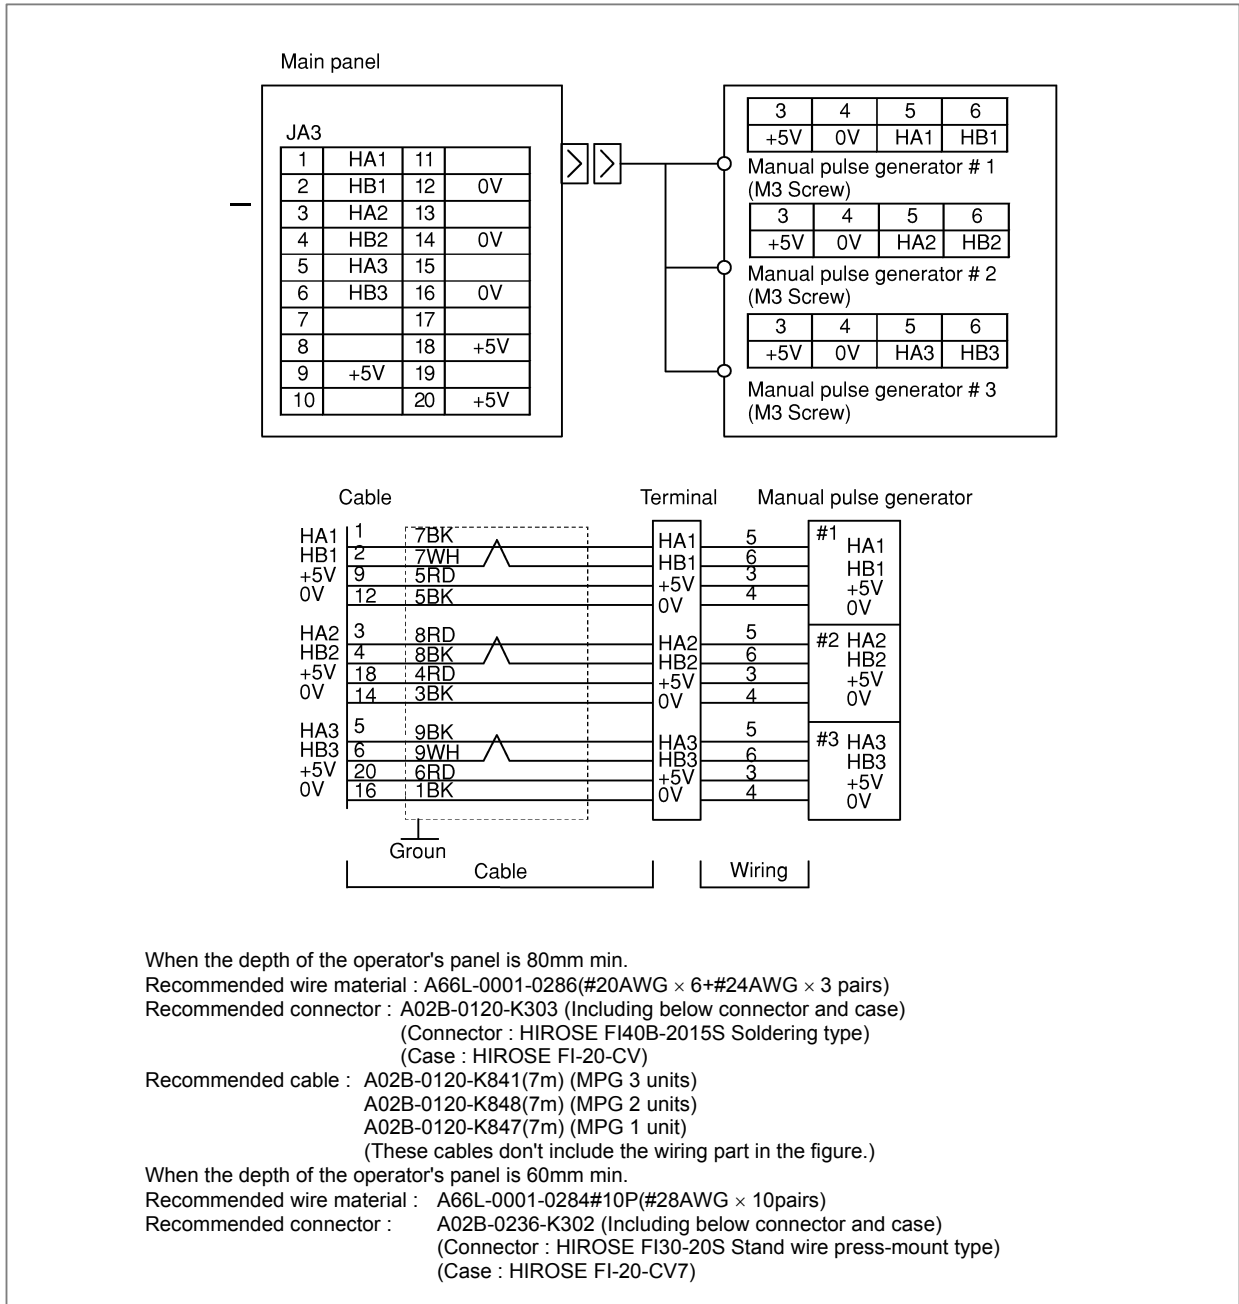 Main panel
JA3
1 HA1 11
2 HB1 12 0V
3 HA2 13
4 HB2 14 0V
5 HA3 15
6 HB3 16 0V
7 17
8 18 +5V
9 +5V 19
10 20 +5V
3 4 5 6
+5V 0V HA1 HB1
Manual pulse generator # 1
(M3 Screw)
3 4 5 6
+5V 0V HA2 HB2
Manual pulse generator # 2
(M3 Screw)
3 4 5 6
+5V 0V HA3 HB3
Manual pulse generator # 3
(M3 Screw)
Cable Terminal Manual pulse generator
HA1 1 7BK HA1 5 #1 HA1
HB1 2 7WH HB1 6 HB1
+5V 9 5RD +5V 3 +5V
0V 12 5BK 0V 4 0V
HA2 3 8RD HA2 5 #2 HA2
HB2 4 8BK HB2 6 HB2
+5V 18 4RD +5V 3 +5V
0V 14 3BK 0V 4 0V
HA3 5 9BK HA3 5 #3 HA3
HB3 6 9WH HB3 6 HB3
+5V 20 6RD +5V 3 +5V
0V 16 1BK 0V 4 0V
Groun
Cable Wiring
When the depth of the operator's panel is 80mm min.
Recommended wire material : A66L-0001-0286(#20AWG × 6+#24AWG × 3 pairs)
Recommended connector : A02B-0120-K303 (Including below connector and case)
(Connector : HIROSE FI40B-2015S Soldering type)
(Case : HIROSE FI-20-CV)
Recommended cable : A02B-0120-K841(7m) (MPG 3 units)
A02B-0120-K848(7m) (MPG 2 units)
A02B-0120-K847(7m) (MPG 1 unit)
(These cables don't include the wiring part in the figure.)
When the depth of the operator's panel is 60mm min.
Recommended wire material : A66L-0001-0284#10P(#28AWG × 10pairs)
Recommended connector : A02B-0236-K302 (Including below connector and case)
(Connector : HIROSE FI30-20S Stand wire press-mount type)
(Case : HIROSE FI-20-CV7)